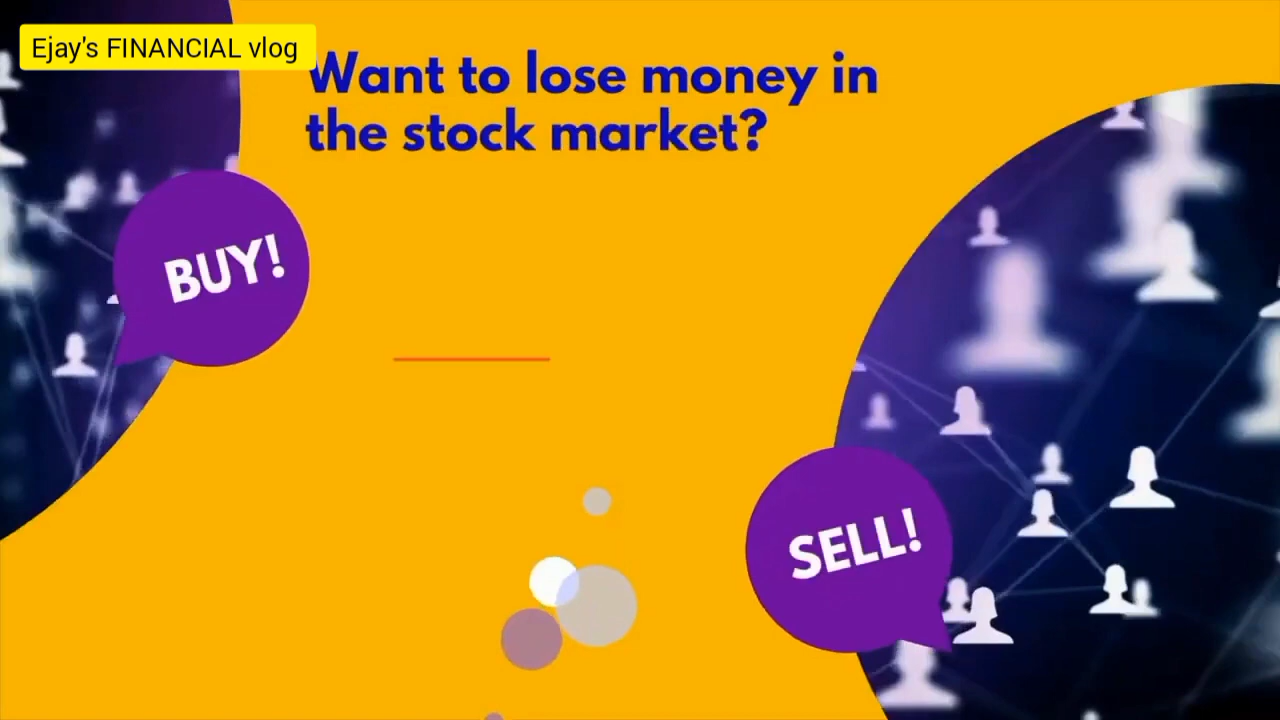 Ejay's FINANCIAL vlog
Want to lose money in
the stock market?
BUY!
SELL!